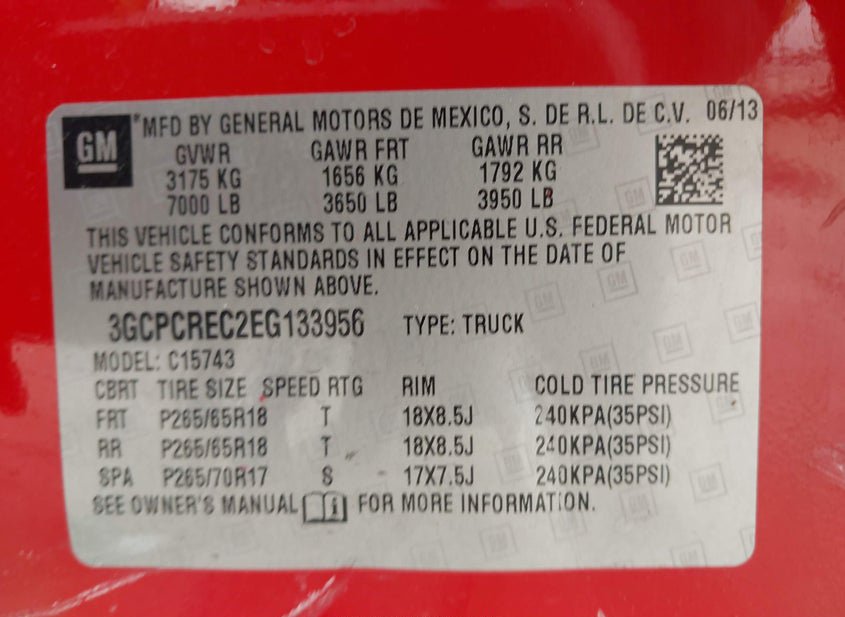 GM
*MFD BY GENERAL MOTORS DE MEXICO, S. DE R.L. DE C.V. 06/13
GVWR GAWR FRT GAWR RR
3175 KG 1656 KG 1792 KG
7000 LB 3650 LB 3950 LB
THIS VEHICLE CONFORMS TO ALL APPLICABLE U.S. FEDERAL MOTOR
VEHICLE SAFETY STANDARDS IN EFFECT ON THE DATE OF
MANUFACTURE SHOWN ABOVE.
3GCPCREC2EG133956 TYPE: TRUCK
MODEL: C15743
CBRT TIRE SIZE SPEED RTG RIM COLD TIRE PRESSURE
FRT P265/65R18 T 18X8.5J 240KPA(35PSI)
RR P265/65R18 T 18X8.5J 240KPA(35PSI)
SPA P265/70R17 S 17X7.5J 240KPA(35PSI)
SEE OWNER'S MANUAL i FOR MORE INFORMATION.